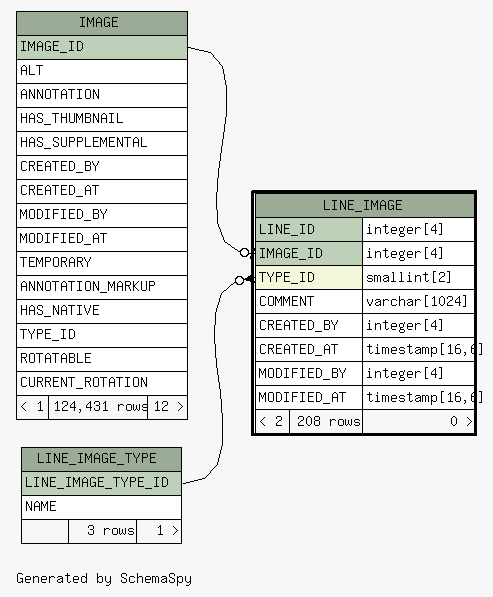 IMAGE
IMAGE_ID
ALT
ANNOTATION
HAS_THUMBNAIL
HAS_SUPPLEMENTAL
CREATED_BY
CREATED_AT
MODIFIED_BY
MODIFIED_AT
TEMPORARY
ANNOTATION_MARKUP
HAS_NATIVE
TYPE_ID
ROTATABLE
CURRENT_ROTATION
< 1 124,431 rows 12 >
LINE_IMAGE
LINE_ID integer[4]
IMAGE_ID integer[4]
TYPE_ID smallint[2]
COMMENT varchar[1024]
CREATED_BY integer[4]
CREATED_AT timestamp[16,6]
MODIFIED_BY integer[4]
MODIFIED_AT timestamp[16,6]
< 2 208 rows 0 >
LINE_IMAGE_TYPE
LINE_IMAGE_TYPE_ID
NAME
3 rows 1 >
Generated by SchemaSpy